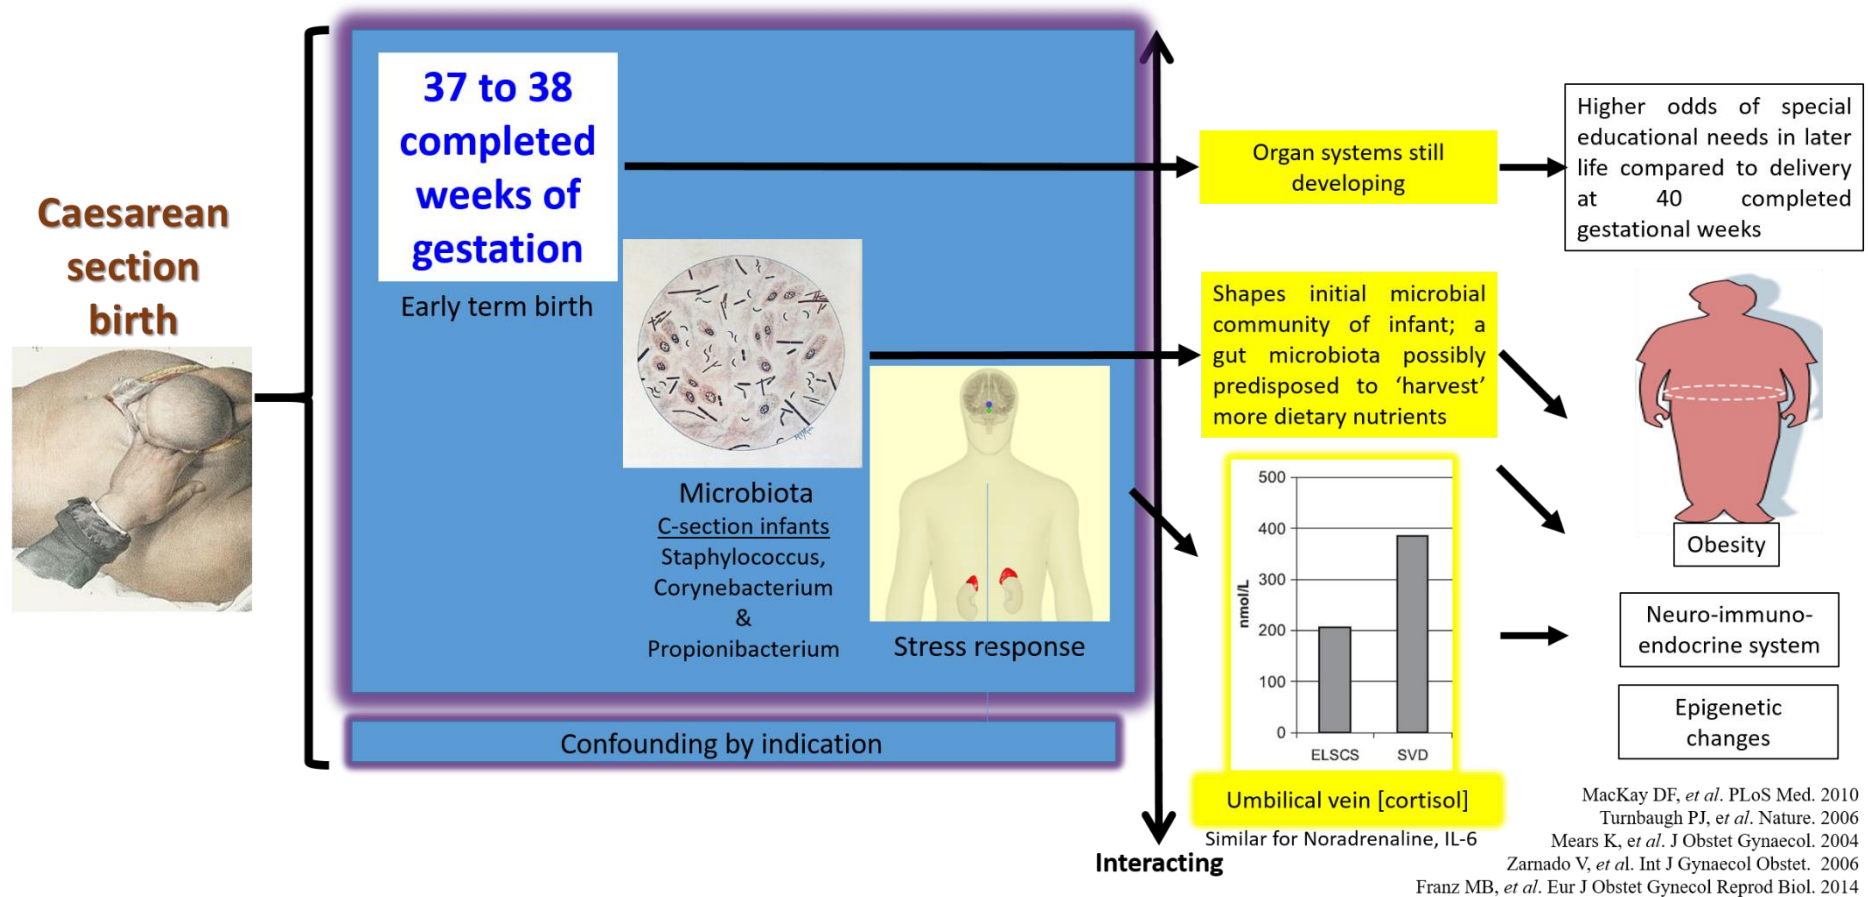 Caesarean
section
birth
37 to 38
completed
weeks of
gestation
Early term birth
Microbiota
C-section infants
Staphylococcus,
Corynebacterium
&
Propionibacterium
Stress response
Confounding by indication
Interacting
Organ systems still
developing
Shapes initial microbial
community of infant; a
gut microbiota possibly
predisposed to ‘harvest’
more dietary nutrients
500
400
300
200
100
0
nmol/L
ELSCS SVD
Umbilical vein [cortisol]
Similar for Noradrenaline, IL-6
Higher odds of special
educational needs in later
life compared to delivery
at 40 completed
gestational weeks
Obesity
Neuro-immuno-
endocrine system
Epigenetic
changes
MacKay DF, et al. PLoS Med. 2010
Turnbaugh PJ, et al. Nature. 2006
Mears K, et al. J Obstet Gynaecol. 2004
Zarnado V, et al. Int J Gynaecol Obstet. 2006
Franz MB, et al. Eur J Obstet Gynecol Reprod Biol. 2014